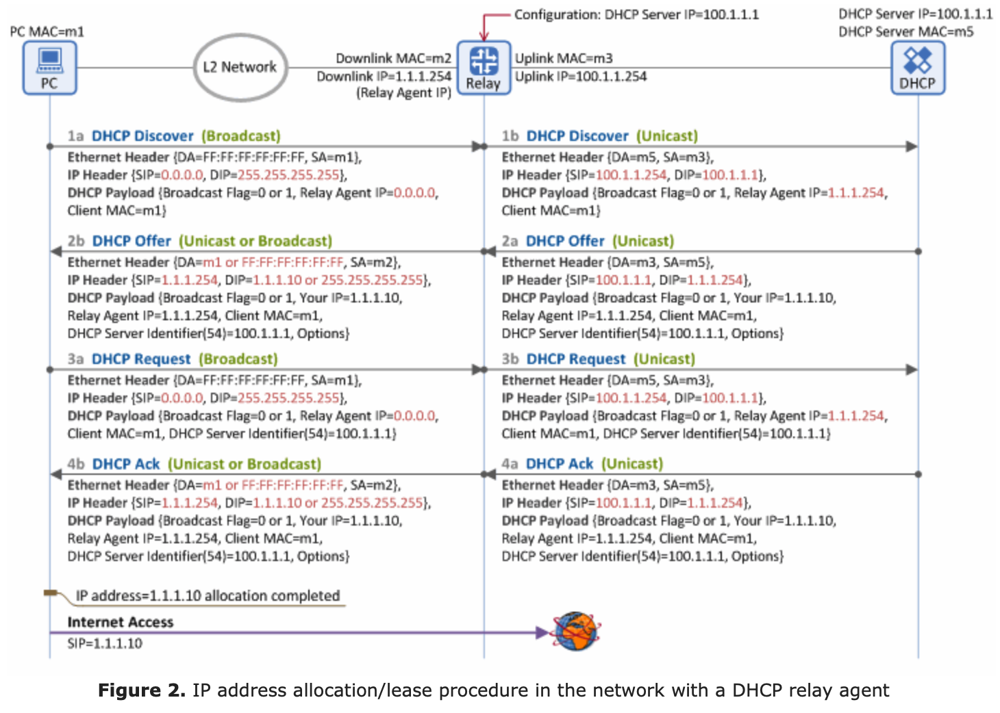 Configuration: DHCP Server IP=100.1.1.1
DHCP Server IP=100.1.1.1
DHCP Server MAC=m5
PC MAC=m1
PC
L2 Network
Downlink MAC=m2
Downlink IP=1.1.1.254
(Relay Agent IP)
Relay
Uplink MAC=m3
Uplink IP=100.1.1.254
DHCP
1a DHCP Discover (Broadcast)
Ethernet Header {DA=FF:FF:FF:FF:FF:FF, SA=m1},
IP Header {SIP=0.0.0.0, DIP=255.255.255.255},
DHCP Payload {Broadcast Flag=0 or 1, Relay Agent IP=0.0.0.0,
Client MAC=m1}
1b DHCP Discover (Unicast)
Ethernet Header {DA=m5, SA=m3},
IP Header {SIP=100.1.1.254, DIP=100.1.1.1},
DHCP Payload {Broadcast Flag=0 or 1, Relay Agent IP=1.1.1.254,
Client MAC=m1}
2b DHCP Offer (Unicast or Broadcast)
Ethernet Header {DA=m1 or FF:FF:FF:FF:FF:FF, SA=m2},
IP Header {SIP=1.1.1.254, DIP=1.1.1.10 or 255.255.255.255},
DHCP Payload {Broadcast Flag=0 or 1, Your IP=1.1.1.10,
Relay Agent IP=1.1.1.254, Client MAC=m1,
DHCP Server Identifier(54)=100.1.1.1, Options}
2a DHCP Offer (Unicast)
Ethernet Header {DA=m3, SA=m5},
IP Header {SIP=100.1.1.1, DIP=1.1.1.254},
DHCP Payload {Broadcast Flag=0 or 1, Your IP=1.1.1.10,
Relay Agent IP=1.1.1.254, Client MAC=m1,
DHCP Server Identifier(54)=100.1.1.1, Options}
3a DHCP Request (Broadcast)
Ethernet Header {DA=FF:FF:FF:FF:FF:FF, SA=m1},
IP Header {SIP=0.0.0.0, DIP=255.255.255.255},
DHCP Payload {Broadcast Flag=0 or 1, Relay Agent IP=0.0.0.0,
Client MAC=m1, DHCP Server Identifier(54)=100.1.1.1}
3b DHCP Request (Unicast)
Ethernet Header {DA=m5, SA=m3},
IP Header {SIP=100.1.1.254, DIP=100.1.1.1},
DHCP Payload {Broadcast Flag=0 or 1, Relay Agent IP=1.1.1.254,
Client MAC=m1, DHCP Server Identifier(54)=100.1.1.1}
4b DHCP Ack (Unicast or Broadcast)
Ethernet Header {DA=m1 or FF:FF:FF:FF:FF:FF, SA=m2},
IP Header {SIP=1.1.1.254, DIP=1.1.1.10 or 255.255.255.255},
DHCP Payload {Broadcast Flag=0 or 1, Your IP=1.1.1.10,
Relay Agent IP=1.1.1.254, Client MAC=m1,
DHCP Server Identifier(54)=100.1.1.1, Options}
4a DHCP Ack (Unicast)
Ethernet Header {DA=m3, SA=m5},
IP Header {SIP=100.1.1.1, DIP=1.1.1.254},
DHCP Payload {Broadcast Flag=0 or 1, Your IP=1.1.1.10,
Relay Agent IP=1.1.1.254, Client MAC=m1,
DHCP Server Identifier(54)=100.1.1.1, Options}
IP address=1.1.1.10 allocation completed
Internet Access
SIP=1.1.1.10
Figure 2. IP address allocation/lease procedure in the network with a DHCP relay agent